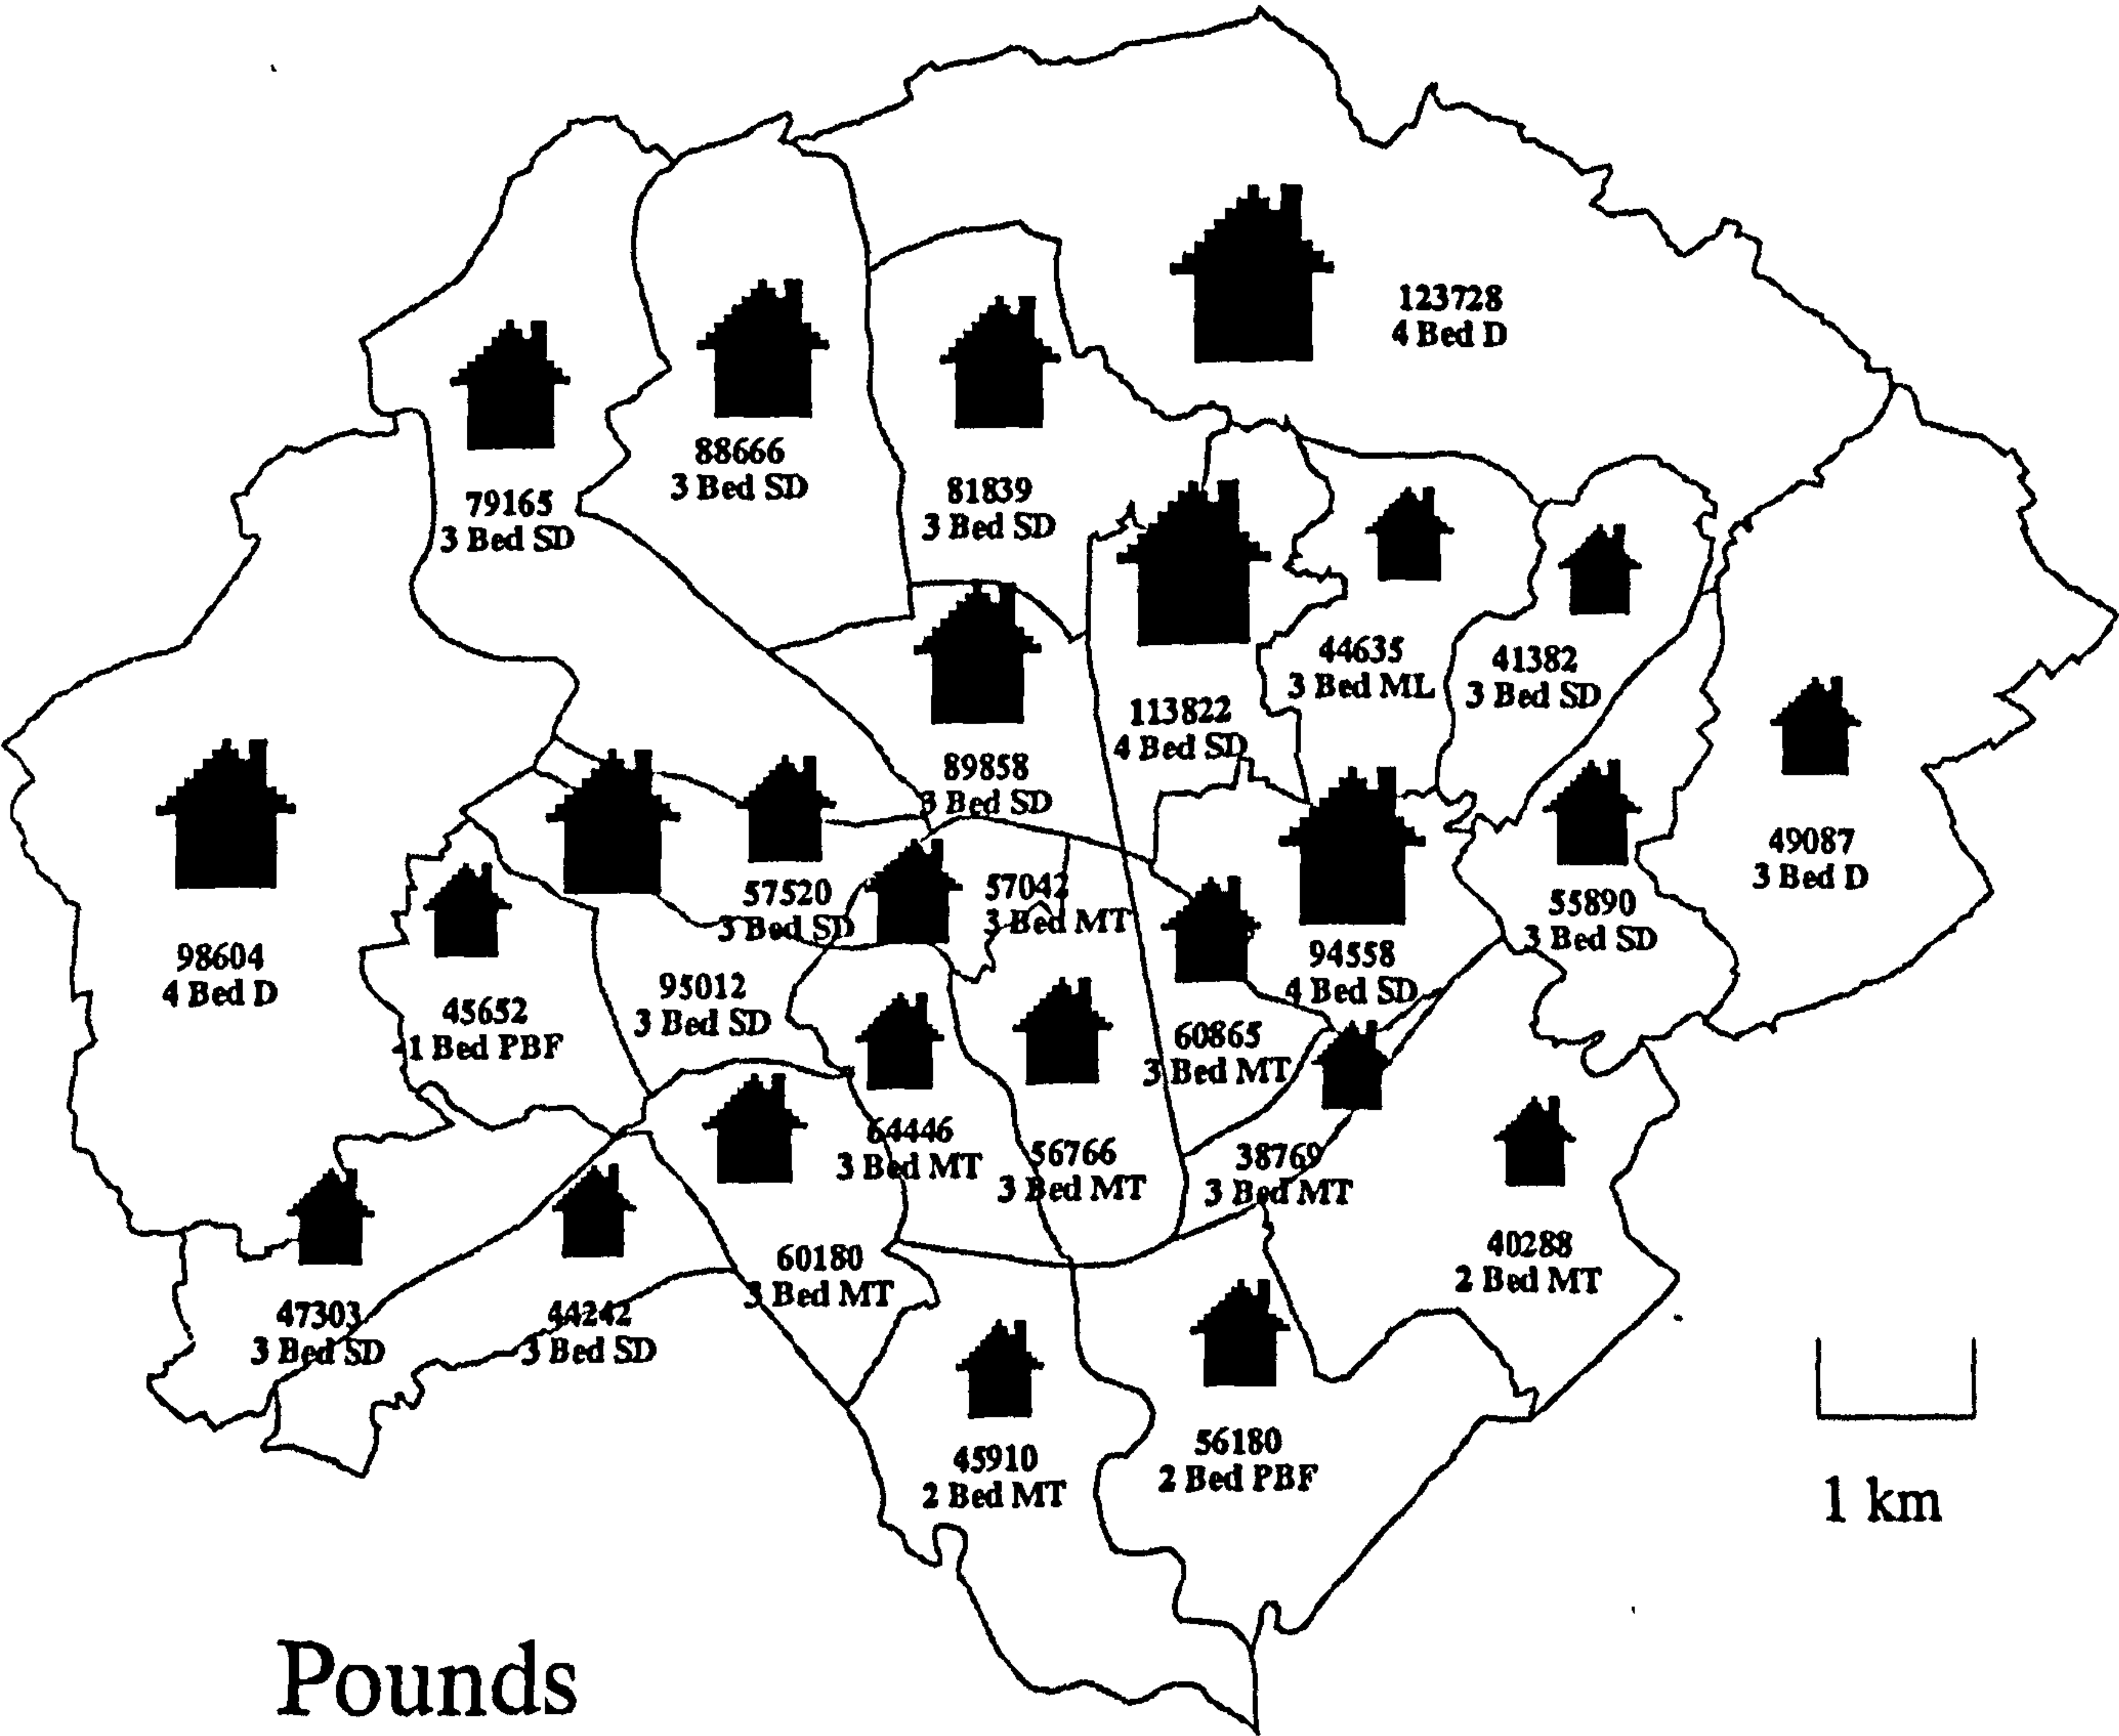 123728
4 Bed D
88666
3 Bed SD
79165
3 Bed SD
81839
3 Bed SD
44635
3 Bed ML
41382
3 Bed SD
113822
4 Bed SD
89858
3 Bed SD
49087
3 Bed D
57520
3 Bed SD
57042
3 Bed MT
55890
3 Bed SD
98604
4 Bed D
94558
4 Bed SD
95012
3 Bed SD
45652
1 Bed PBF
60865
3 Bed MT
64446
3 Bed MT
56766
3 Bed MT
38769
3 Bed MT
40288
2 Bed MT
60180
3 Bed MT
47303
3 Bed SD
44242
3 Bed SD
56180
2 Bed PBF
45910
2 Bed MT
1 km
Pounds